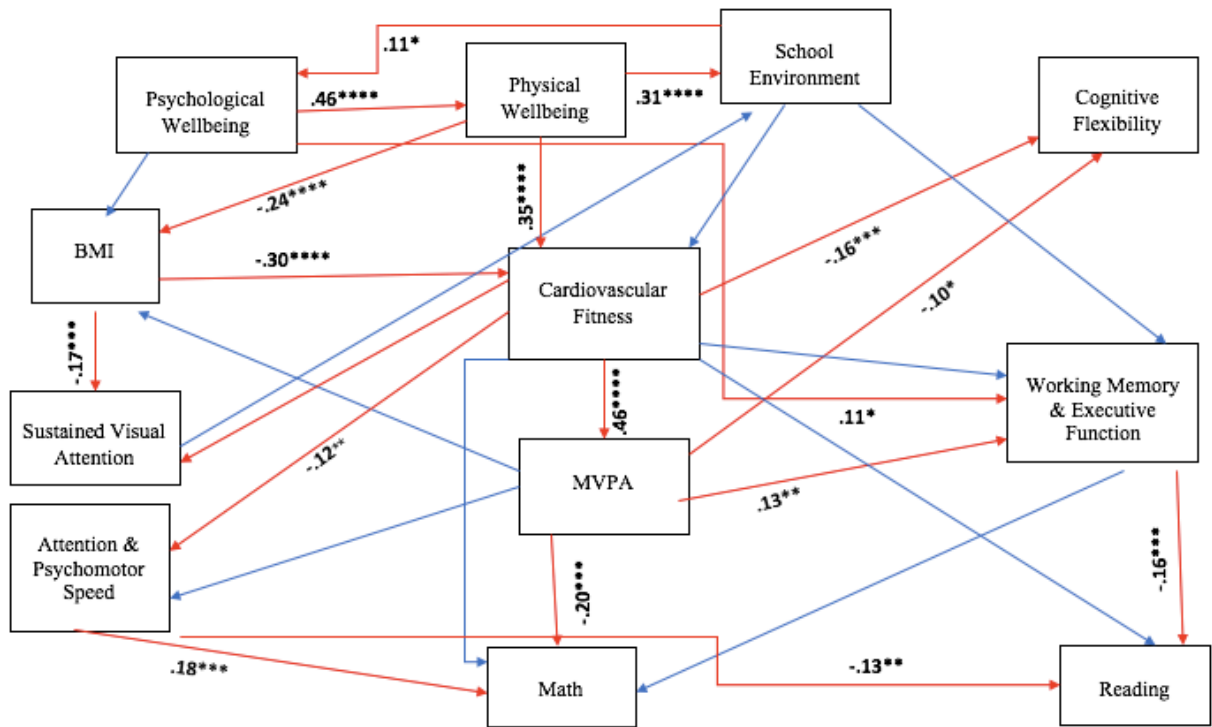 .11*
School
Environment
Psychological
Wellbeing
.46****
Physical
Wellbeing
.31****
Cognitive
Flexibility
-.24****
.35****
BMI
-.30****
Cardiovascular
Fitness
-.16***
-.10*
-.17***
Sustained Visual
Attention
-.12**
.46****
.11*
Working Memory
& Executive
Function
MVPA
.13**
Attention &
Psychomotor
Speed
-.20***
-.16***
.18***
-.13**
Math
Reading